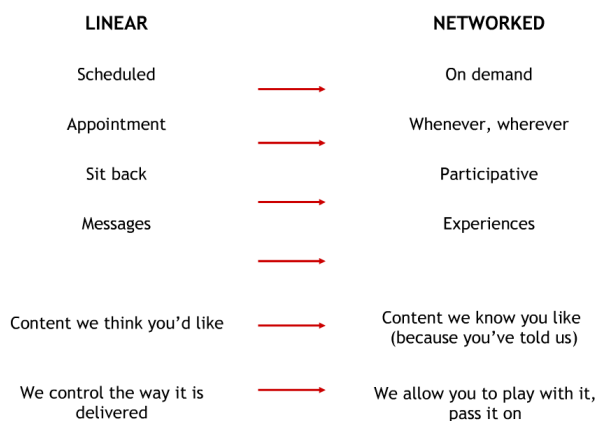 LINEAR NETWORKED
Scheduled On demand
Appointment Whenever, wherever
Sit back Participative
Messages Experiences
Content we think you’d like
Content we know you like
(because you’ve told us)
We control the way it is
delivered
We allow you to play with it,
pass it on